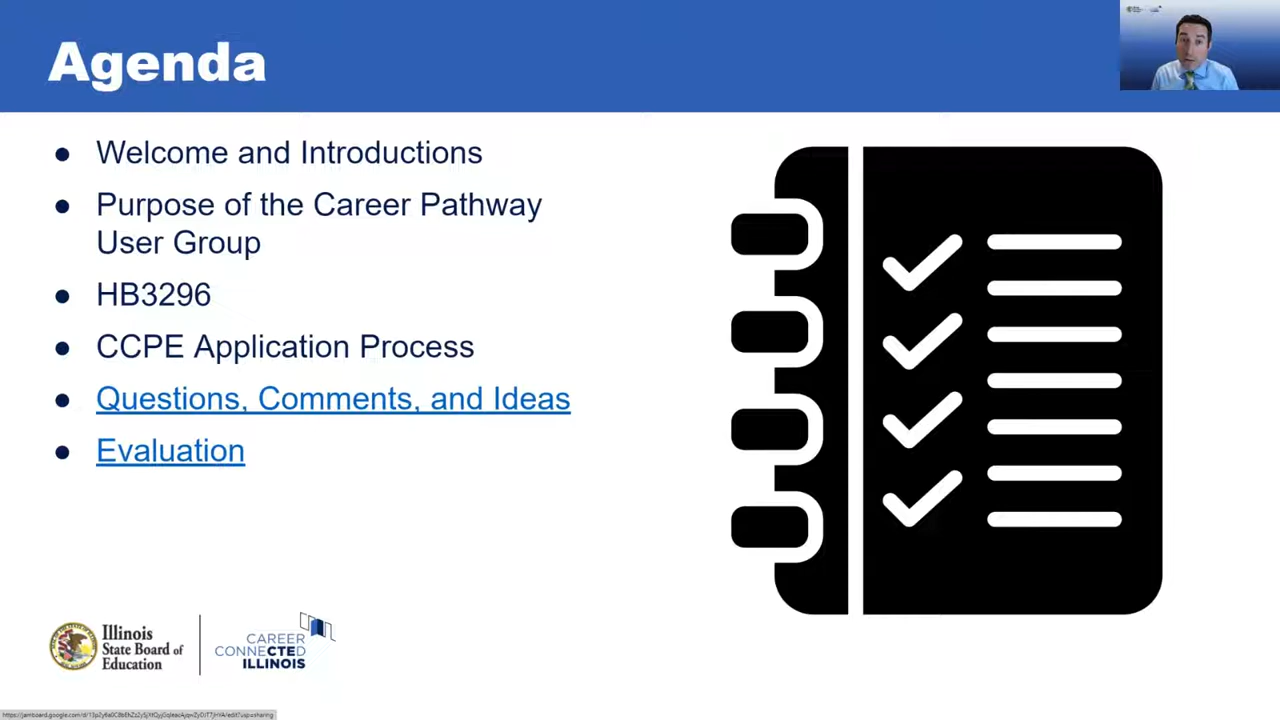 Agenda
● Welcome and Introductions
● Purpose of the Career Pathway
User Group
● HB3296
● CCPE Application Process
● Questions, Comments, and Ideas
● Evaluation
Illinois
State Board of
Education
CAREER
CONNECTED
ILLINOIS